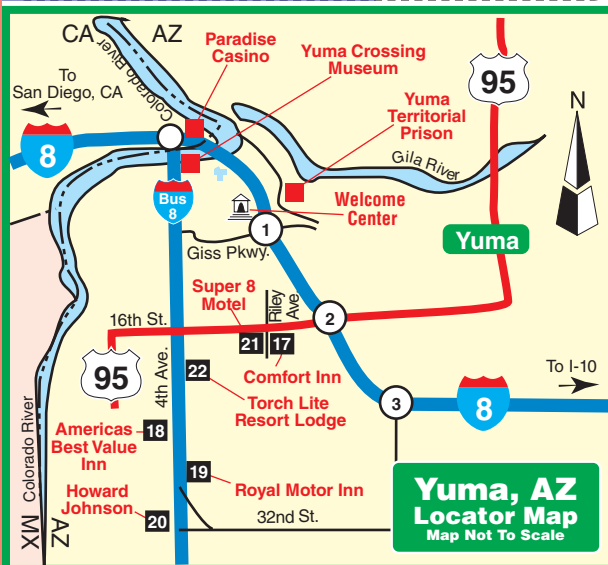 CA
AZ
Colorado River
Paradise
Casino
Yuma Crossing
Museum
95
To
San Diego, CA
8
Yuma
Territorial
Prison
N
Gila River
Bus
8
Welcome
Center
1
Giss Pkwy.
Yuma
Super 8
Motel
Riley
Ave.
2
16th St.
21
17
95
4th Ave.
22
Comfort Inn
Torch Lite
Resort Lodge
To I-10
3
8
Americas
Best Value
Inn
18
Colorado River
19
Royal Motor Inn
Howard
Johnson
20
32nd St.
MX
AZ
Yuma, AZ
Locator Map
Map Not To Scale